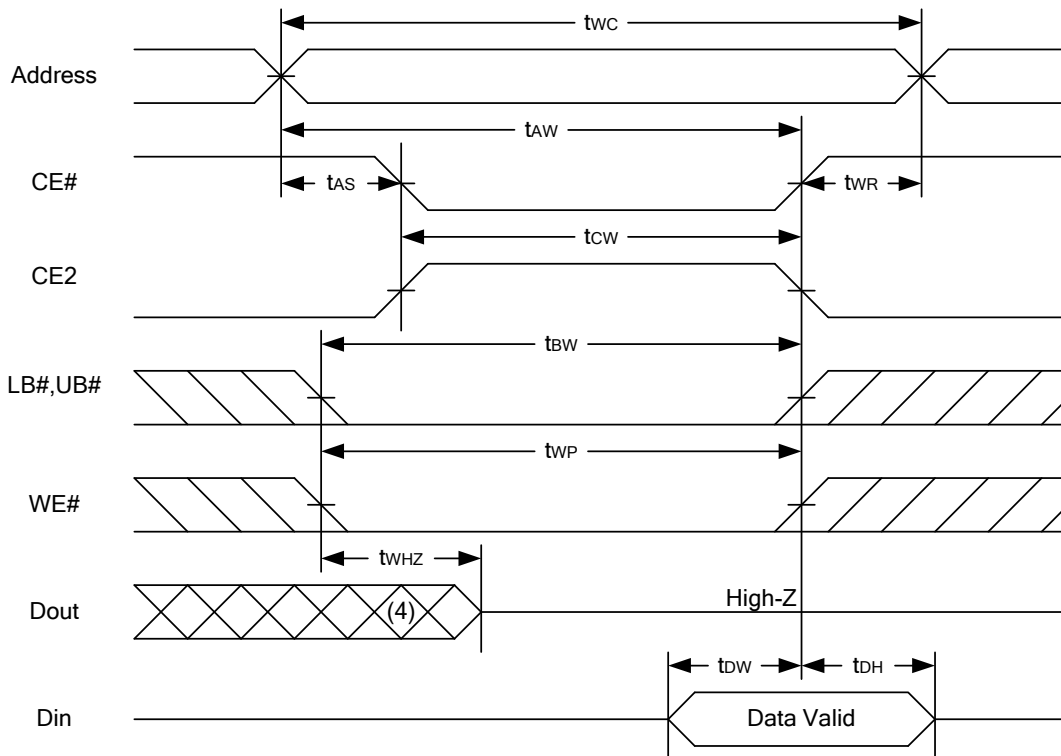 tWC
Address
tAW
CE#
tAS
tWR
tCW
CE2
tBW
LB#,UB#
tWP
WE#
tWHZ
Dout
(4)
High-Z
tDW
tDH
Din
Data Valid